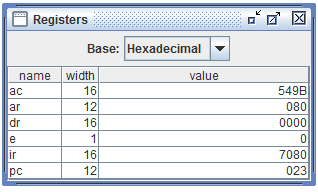 Registers
Base: Hexadecimal
name width value
ac 16 549B
ar 12 080
dr 16 0000
e 1 0
ir 16 7080
pc 12 023